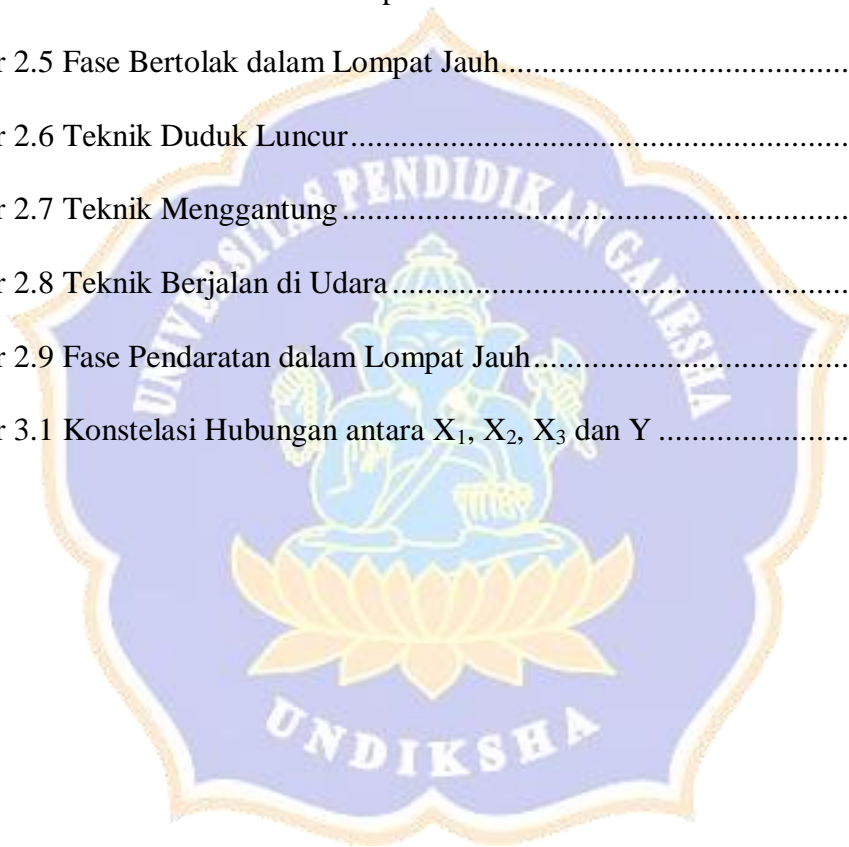 r 2.5 Fase Bertolak dalam Lompat Jauh..........................................
r 2.6 Teknik Duduk Luncur............................................................
r 2.7 Teknik Menggantung.............................................................
r 2.8 Teknik Berjalan di Udara.......................................................
r 2.9 Fase Pendaratan dalam Lompat Jauh......................................
r 3.1 Konstelasi Hubungan antara X₁, X₂, X₃ dan Y.......................
UNIVERSITAS PENDIDIKAN GANESHA
UNDIKSHA